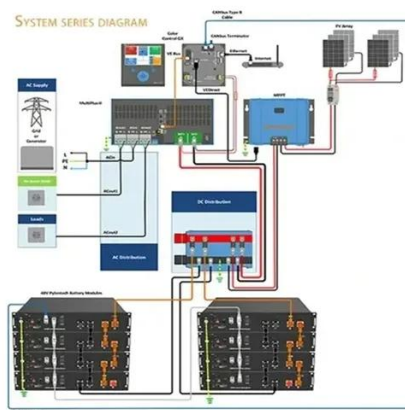 SYSTEM SERIES DIAGRAM
Color
Control GX
CANbus Type B
Cable
CANbus Terminator
VE Bus
Ethernet
Internet
PV Array
AC Supply
Grid
or
Generator
VE.Direct
MPPT
L
PE
N
ACin
ACout1
Loads
ACout2
AC Distribution
DC Distribution
48V Pylontech Battery Modules